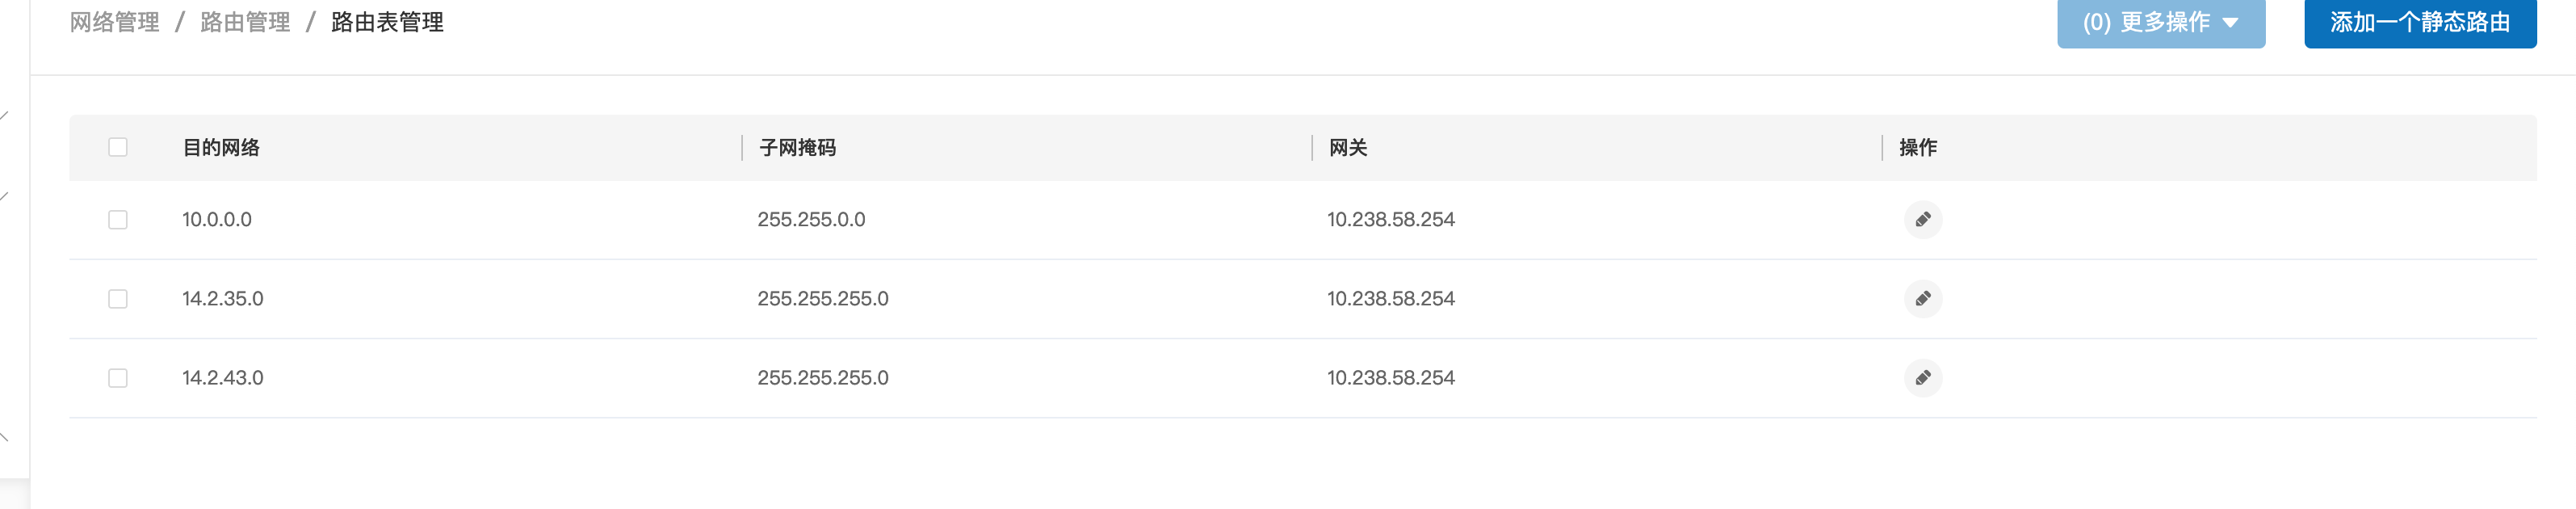 网络管理 / 路由管理 / 路由表管理
(0) 更多操作
添加一个静态路由
目的网络 子网掩码 网关 操作
10.0.0.0 255.255.0.0 10.238.58.254
14.2.35.0 255.255.255.0 10.238.58.254
14.2.43.0 255.255.255.0 10.238.58.254